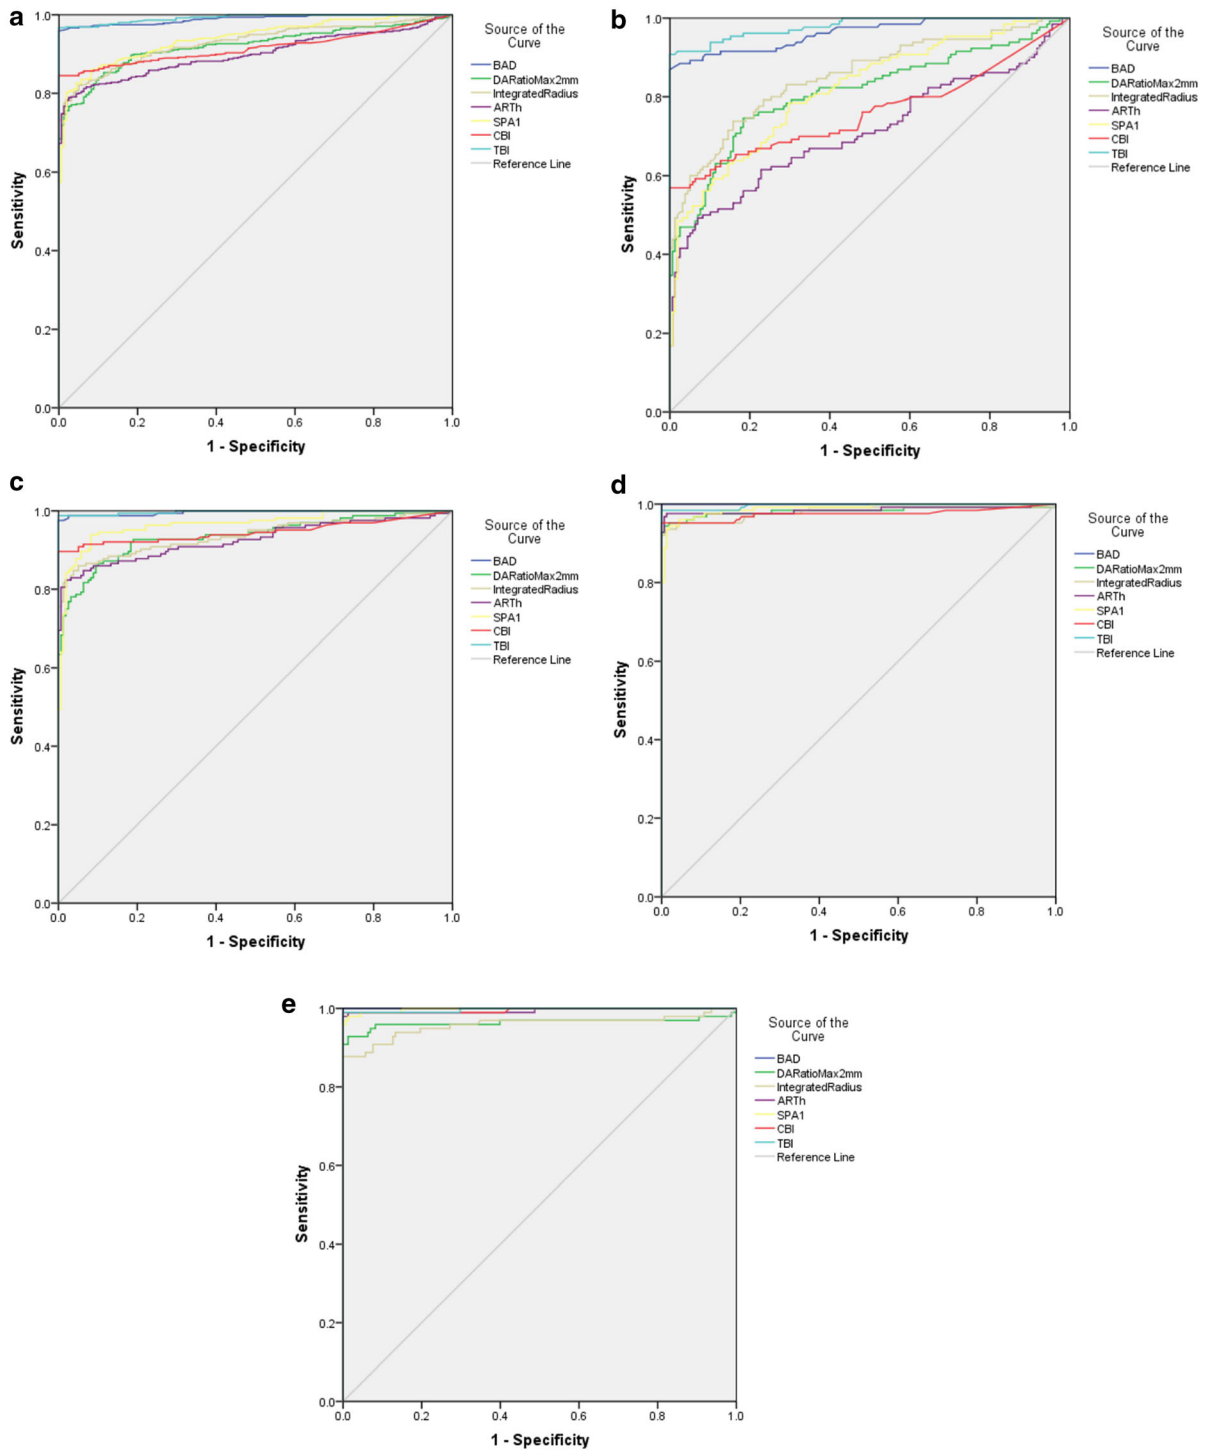 a
1.0
0.8
0.6
0.4
0.2
0.0
0.0 0.2 0.4 0.6 0.8 1.0
Sensitivity
1 - Specificity
Source of the
Curve
BAD
DARatioMax2mm
IntegratedRadius
ARTh
SPA1
CBI
TBI
Reference Line
b
1.0
0.8
0.6
0.4
0.2
0.0
0.0 0.2 0.4 0.6 0.8 1.0
Sensitivity
1 - Specificity
Source of the
Curve
BAD
DARatioMax2mm
IntegratedRadius
ARTh
SPA1
CBI
TBI
Reference Line
c
1.0
0.8
0.6
0.4
0.2
0.0
0.0 0.2 0.4 0.6 0.8 1.0
Sensitivity
1 - Specificity
Source of the
Curve
BAD
DARatioMax2mm
IntegratedRadius
ARTh
SPA1
CBI
TBI
Reference Line
d
1.0
0.8
0.6
0.4
0.2
0.0
0.0 0.2 0.4 0.6 0.8 1.0
Sensitivity
1 - Specificity
Source of the
Curve
BAD
DARatioMax2mm
IntegratedRadius
ARTh
SPA1
CBI
TBI
Reference Line
e
1.0
0.8
0.6
0.4
0.2
0.0
0.0 0.2 0.4 0.6 0.8 1.0
Sensitivity
1 - Specificity
Source of the
Curve
BAD
DARatioMax2mm
IntegratedRadius
ARTh
SPA1
CBI
TBI
Reference Line